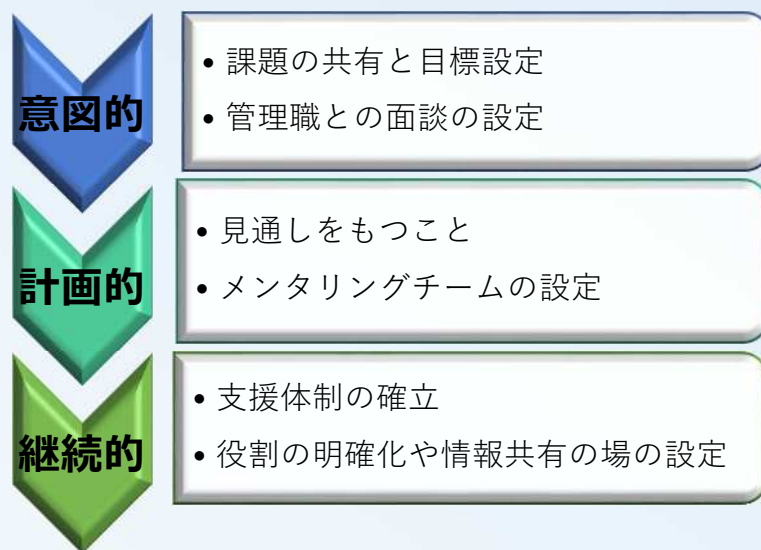 意図的
• 課題の共有と目標設定
• 管理職との面談の設定
計画的
• 見通しをもつこと
• メンタリングチームの設定
継続的
• 支援体制の確立
• 役割の明確化や情報共有の場の設定